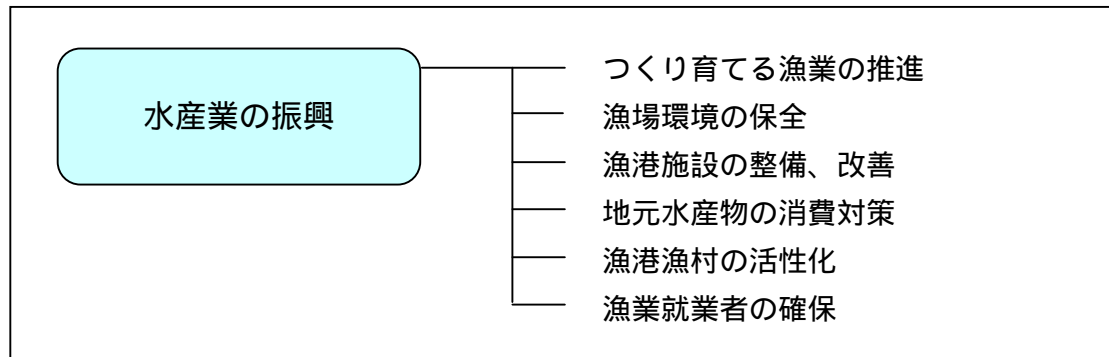 水産業の振興
つくり育てる漁業の推進
漁場環境の保全
漁港施設の整備、改善
地元水産物の消費対策
漁港漁村の活性化
漁業就業者の確保